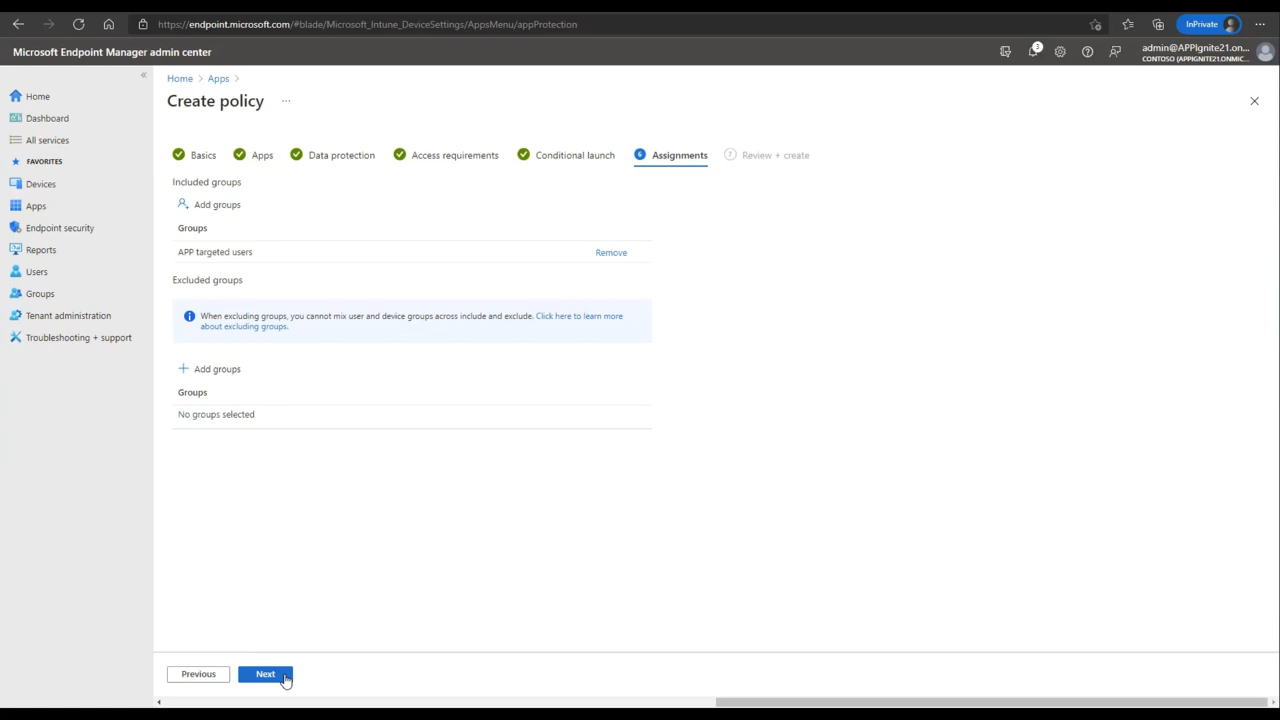 https://endpoint.microsoft.com/#blade/Microsoft_Intune_DeviceSettings/AppsMenu/appProtection
InPrivate
Microsoft Endpoint Manager admin center
3
admin@APPIgnite21.on...
CONTOSO (APPIGNITE21.ONMIC...
Home > Apps >
Create policy ...
Home
Dashboard
All services
FAVORITES
Devices
Apps
Endpoint security
Reports
Users
Groups
Tenant administration
Troubleshooting + support
Basics Apps Data protection Access requirements Conditional launch 6 Assignments 7 Review + create
Included groups
Add groups
Groups
APP targeted users Remove
Excluded groups
When excluding groups, you cannot mix user and device groups across include and exclude. Click here to learn more
about excluding groups.
Add groups
Groups
No groups selected
Previous Next